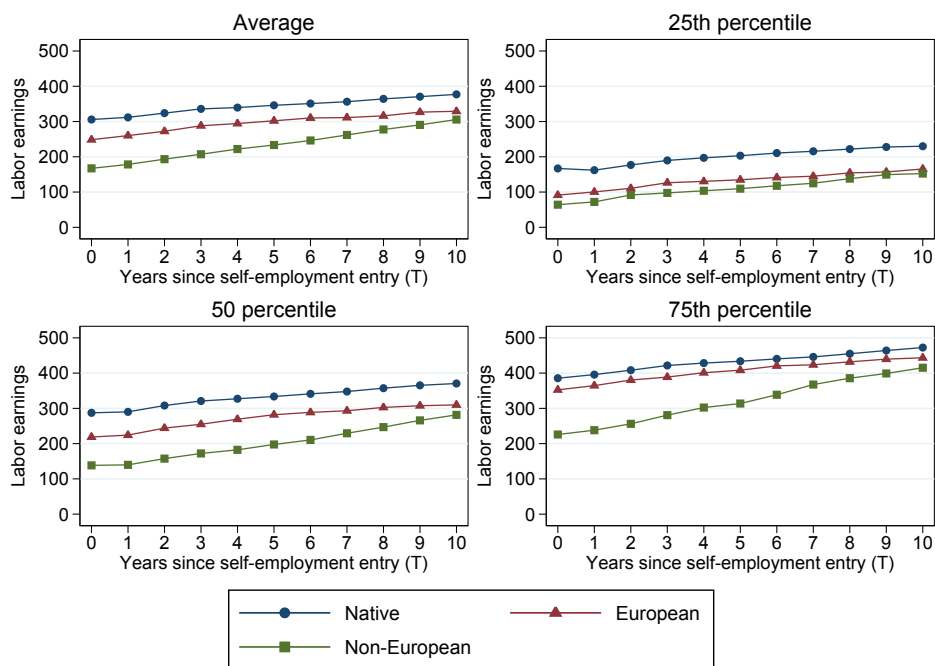 Average
500
400
300
200
100
0
Labor earnings
0 1 2 3 4 5 6 7 8 9 10
Years since self-employment entry (T)
25th percentile
500
400
300
200
100
0
Labor earnings
0 1 2 3 4 5 6 7 8 9 10
Years since self-employment entry (T)
50 percentile
500
400
300
200
100
0
Labor earnings
0 1 2 3 4 5 6 7 8 9 10
Years since self-employment entry (T)
75th percentile
500
400
300
200
100
0
Labor earnings
0 1 2 3 4 5 6 7 8 9 10
Years since self-employment entry (T)
Native
European
Non-European